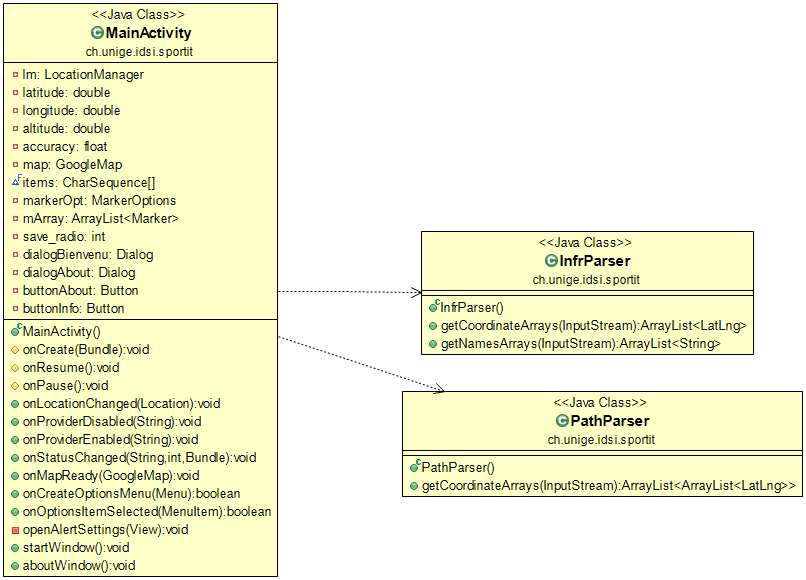 <<Java Class>>
MainActivity
ch.unige.idsi.sportit
lm: LocationManager
latitude: double
longitude: double
altitude: double
accuracy: float
map: GoogleMap
items: CharSequence[]
markerOpt: MarkerOptions
mArray: ArrayList<Marker>
save_radio: int
dialogBienvenu: Dialog
dialogAbout: Dialog
buttonAbout: Button
buttonInfo: Button
MainActivity()
onCreate(Bundle):void
onResume():void
onPause():void
onLocationChanged(Location):void
onProviderDisabled(String):void
onProviderEnabled(String):void
onStatusChanged(String,int,Bundle):void
onMapReady(GoogleMap):void
onCreateOptionsMenu(Menu):boolean
onOptionsItemSelected(MenuItem):boolean
openAlertSettings(View):void
startWindow():void
aboutWindow():void
<<Java Class>>
InfrParser
ch.unige.idsi.sportit
InfrParser()
getCoordinateArrays(InputStream):ArrayList<LatLng>
getNamesArrays(InputStream):ArrayList<String>
<<Java Class>>
PathParser
ch.unige.idsi.sportit
PathParser()
getCoordinateArrays(InputStream):ArrayList<ArrayList<LatLng>>